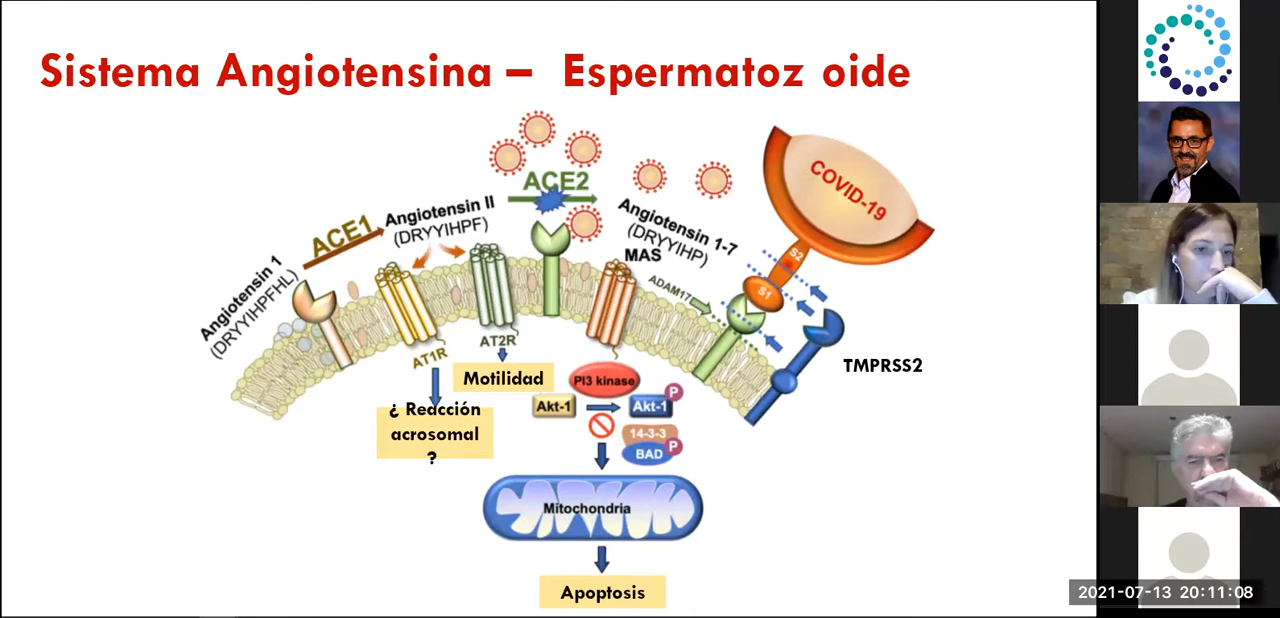 Sistema Angiotensina – Espermatoz oide
COVID-19
S2
S1
ACE2
Angiotensin 1-7
(DRYYIHP)
MAS
ADAM17
Angiotensin II
(DRYYIHPF)
ACE1
Angiotensin 1
(DRYYIHPFHL)
AT1R
AT2R
TMPRSS2
Motilidad
PI3 kinase
¿ Reacción
acrosomal
?
Akt-1
Akt-1
P
14-3-3
BAD
P
Mitochondria
Apoptosis
2021-07-13 20:11:08